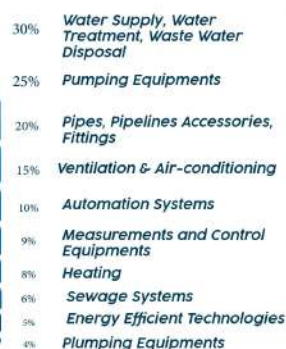 30% Water Supply, Water
Treatment, Waste Water
Disposal
25% Pumping Equipments
20% Pipes, Pipelines Accessories,
Fittings
15% Ventilation & Air-conditioning
10% Automation Systems
9% Measurements and Control
Equipments
8% Heating
6% Sewage Systems
5% Energy Efficient Technologies
4% Plumping Equipments